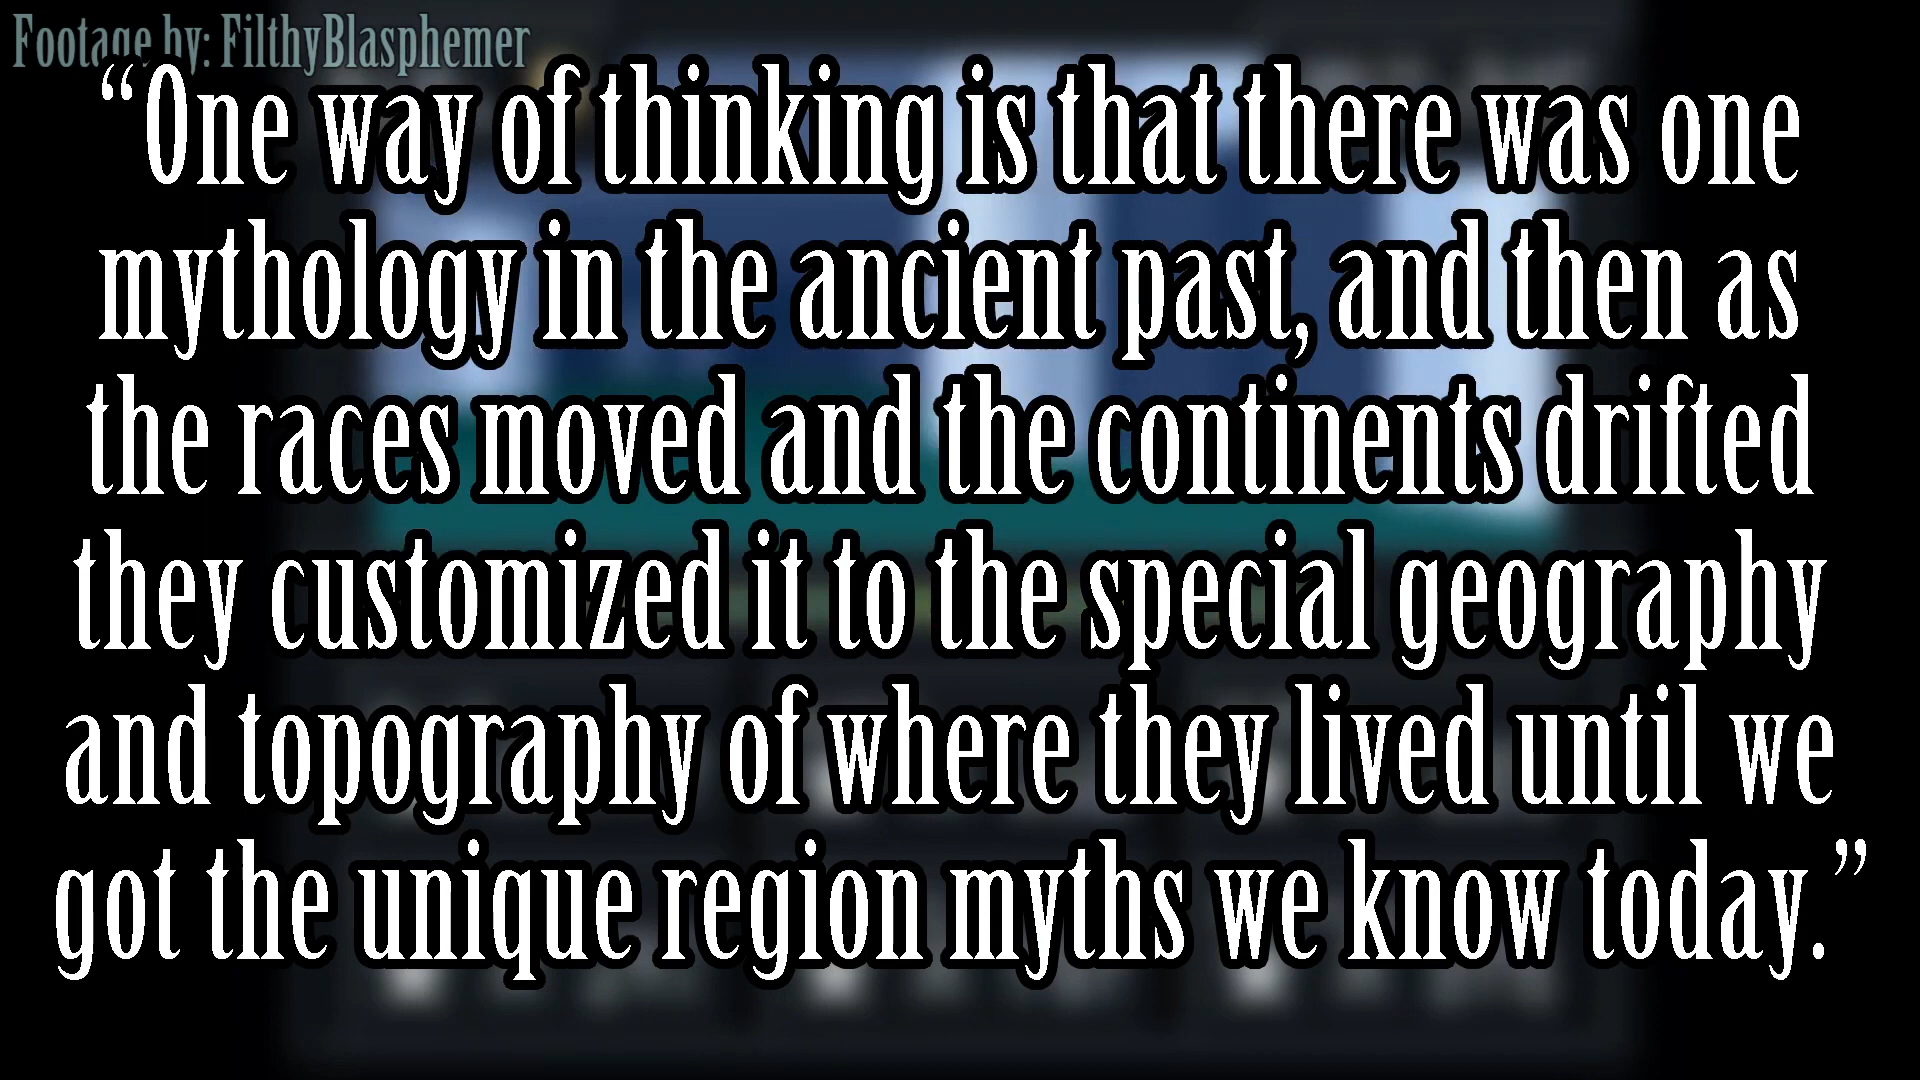 Footage by: FilthyBlasphemer
“One way of thinking is that there was one
mythology in the ancient past, and then as
the races moved and the continents drifted
they customized it to the special geography
and topography of where they lived until we
got the unique region myths we know today.”